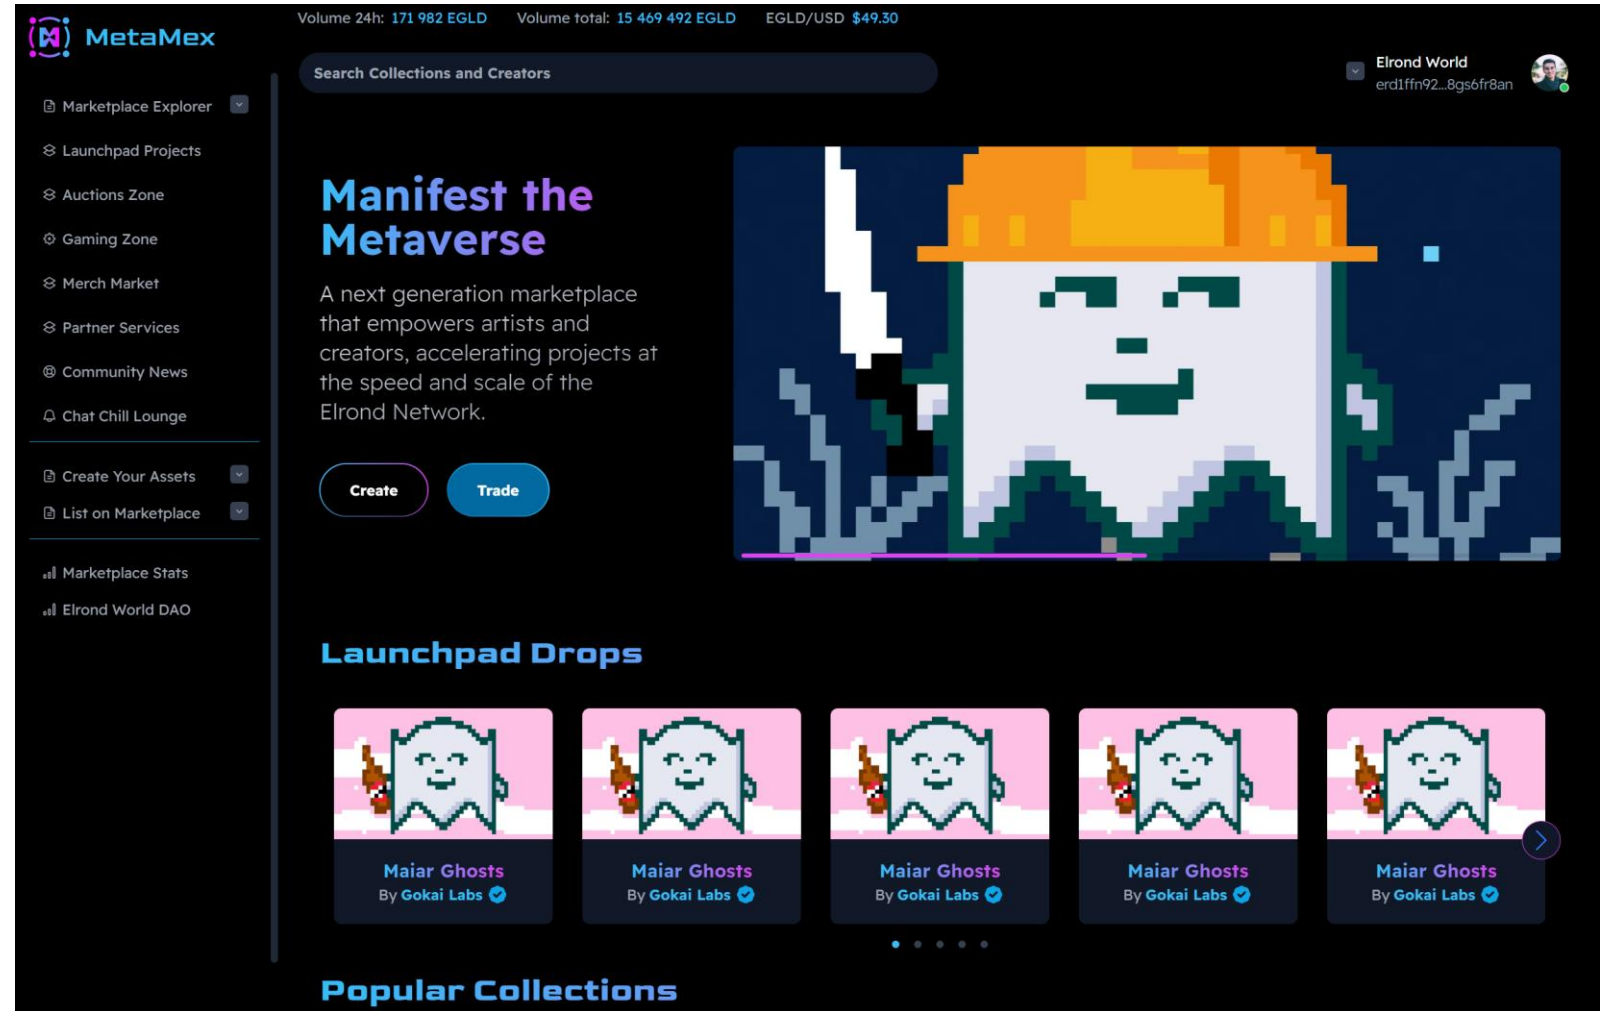 MetaMex
Volume 24h: 171 982 EGLD Volume total: 15 469 492 EGLD EGLD/USD $49.30
Search Collections and Creators
Elrond World
erd1ffn92...8gs6fr8an
Marketplace Explorer
Launchpad Projects
Auctions Zone
Gaming Zone
Merch Market
Partner Services
Community News
Chat Chill Lounge
Create Your Assets
List on Marketplace
Marketplace Stats
Elrond World DAO
Manifest the
Metaverse
A next generation marketplace
that empowers artists and
creators, accelerating projects at
the speed and scale of the
Elrond Network.
Create
Trade
Launchpad Drops
Maiar Ghosts
By Gokai Labs
Maiar Ghosts
By Gokai Labs
Maiar Ghosts
By Gokai Labs
Maiar Ghosts
By Gokai Labs
Maiar Ghosts
By Gokai Labs
Popular Collections